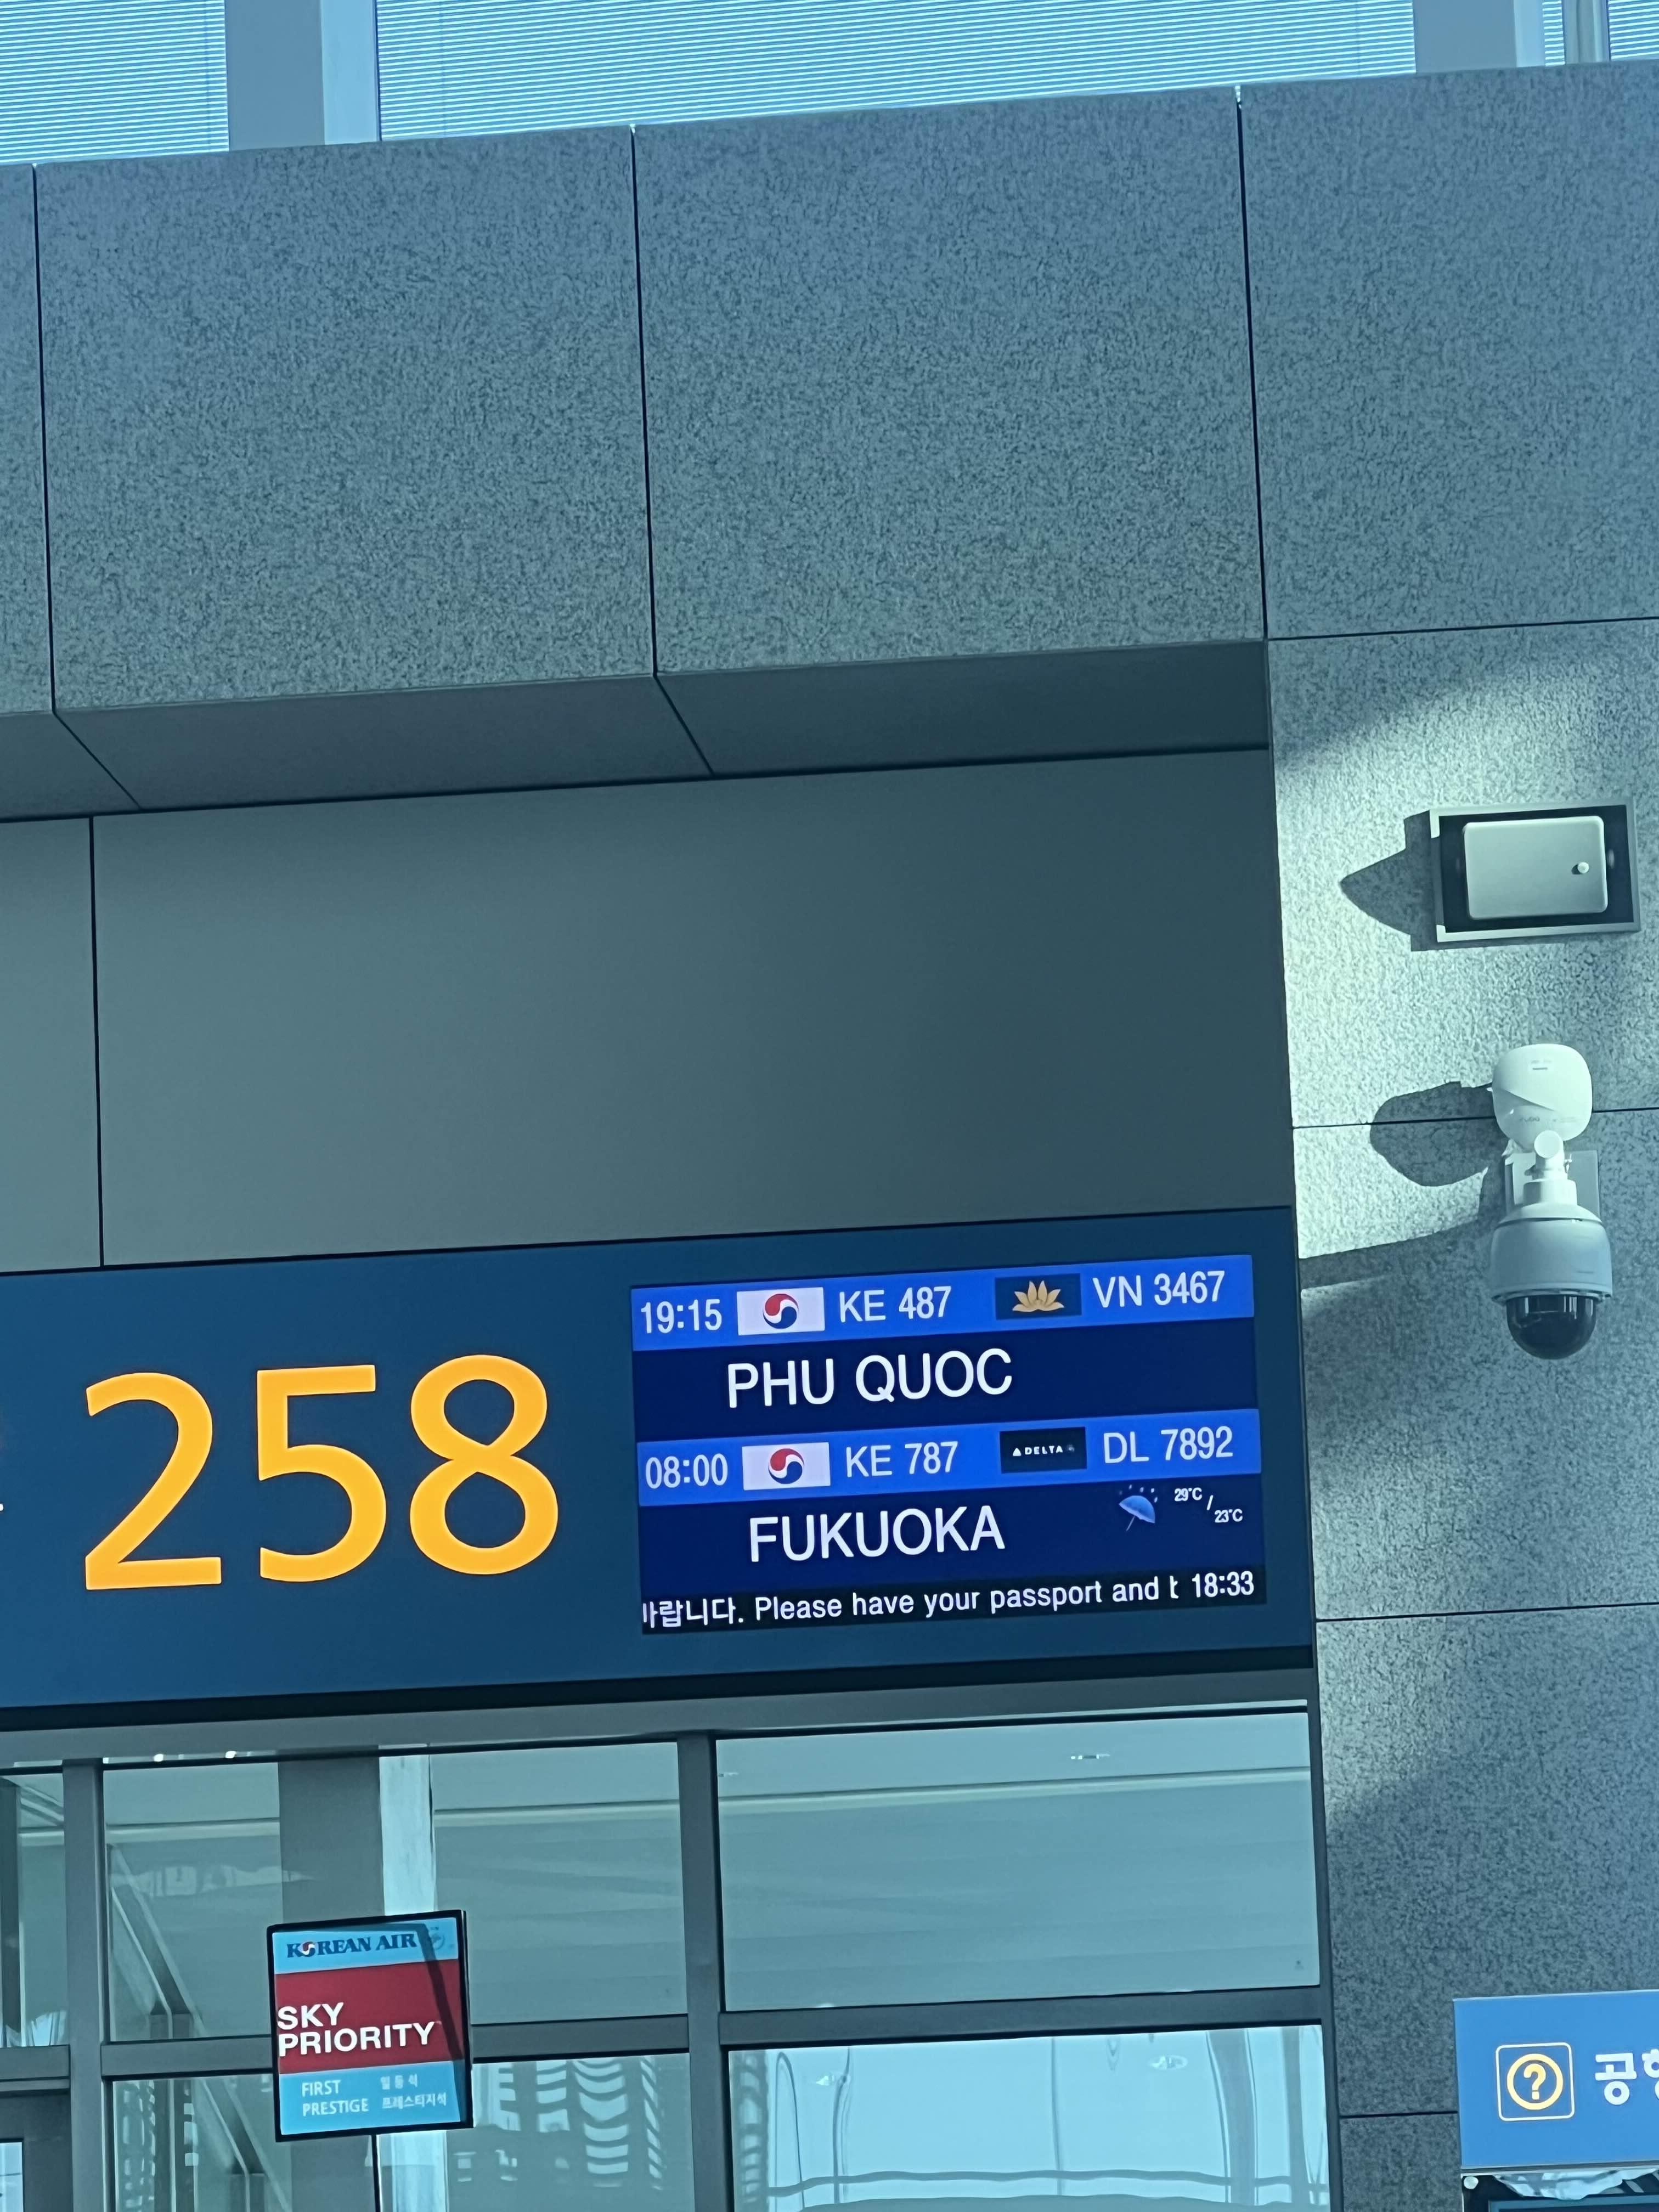 258
19:15 KE 487 VN 3467
PHU QUOC
08:00 KE 787 DELTA DL 7892
FUKUOKA 29°C / 23°C
바랍니다. Please have your passport and t 18:33
KOREAN AIR
SKY
PRIORITY
FIRST 일등석
PRESTIGE 프레스티지석
?